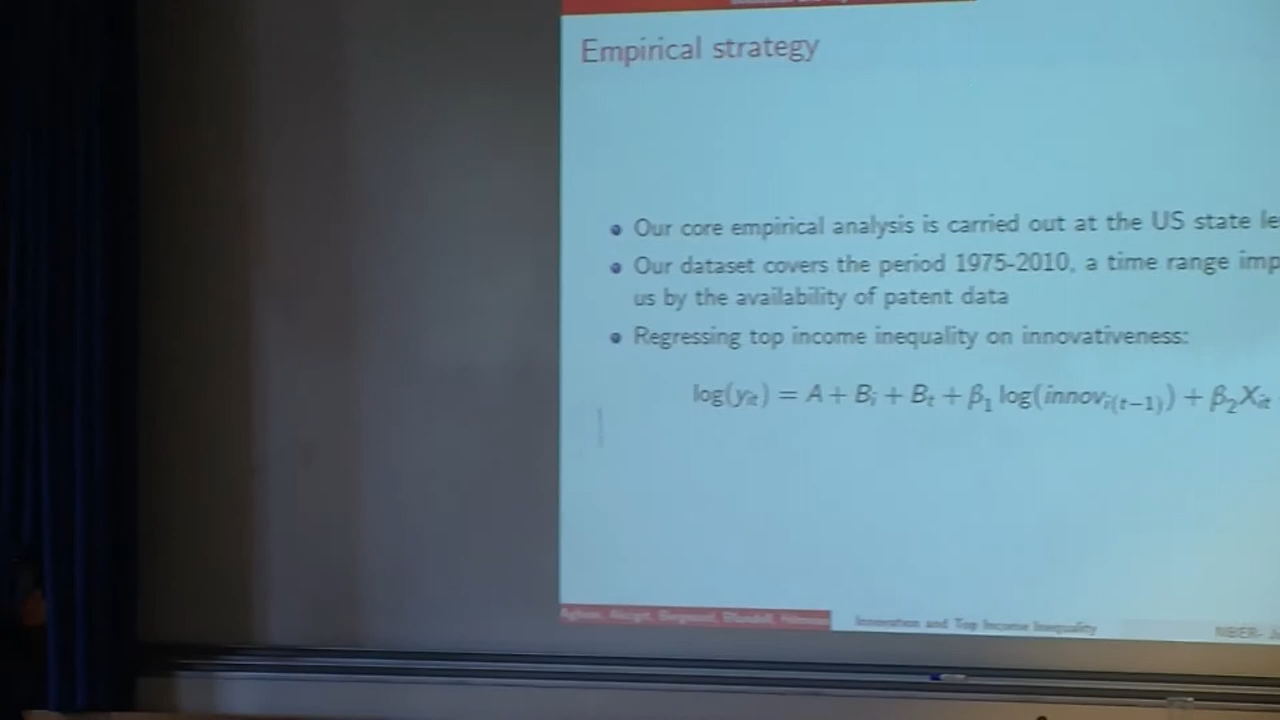 Empirical strategy
Our core empirical analysis is carried out at the US state le
Our dataset covers the period 1975-2010, a time range imp
us by the availability of patent data
Regressing top income inequality on innovativeness:
log(y_it) = A + B_i + B_t + β_1 log(innov_i(t−1)) + β_2X_it
Innovation and Top Income Inequality
NBER-